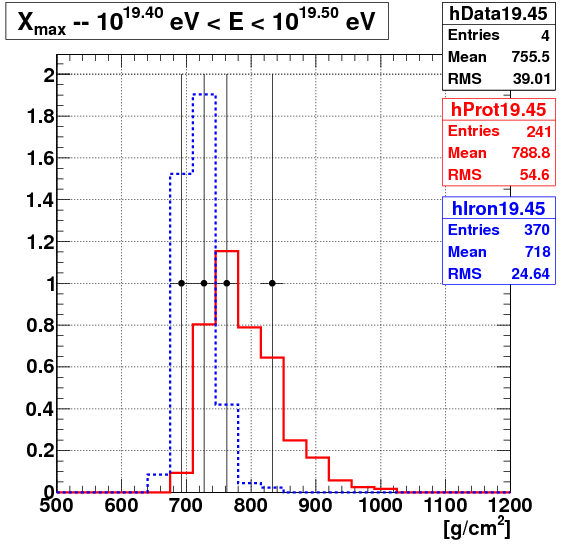 Xmax -- 10^19.40 eV < E < 10^19.50 eV
hData19.45
Entries 4
Mean 755.5
RMS 39.01
hProt19.45
Entries 241
Mean 788.8
RMS 54.6
hIron19.45
Entries 370
Mean 718
RMS 24.64
2
1.8
1.6
1.4
1.2
1
0.8
0.6
0.4
0.2
0
500 600 700 800 900 1000 1100 1200
[g/cm²]